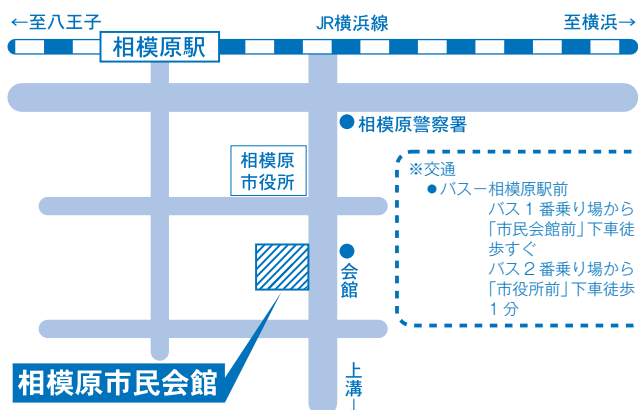 ←至八王子
JR横浜線
至横浜→
相模原駅
相模原警察署
相模原
市役所
※交通
●バス－相模原駅前
バス1番乗り場から
「市民会館前」下車徒
歩すぐ
バス2番乗り場から
「市役所前」下車徒歩
1分
会館
相模原市民会館
上溝